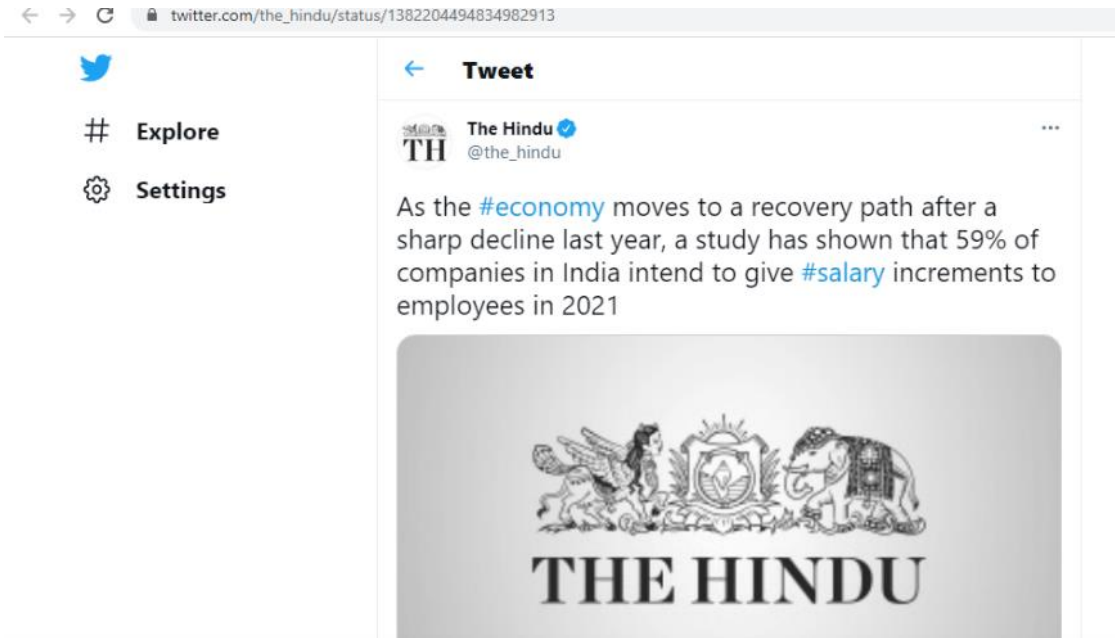 twitter.com/the_hindu/status/1382204494834982913
Tweet
# Explore
Settings
The Hindu
TH
@the_hindu
As the #economy moves to a recovery path after a
sharp decline last year, a study has shown that 59% of
companies in India intend to give #salary increments to
employees in 2021
THE HINDU